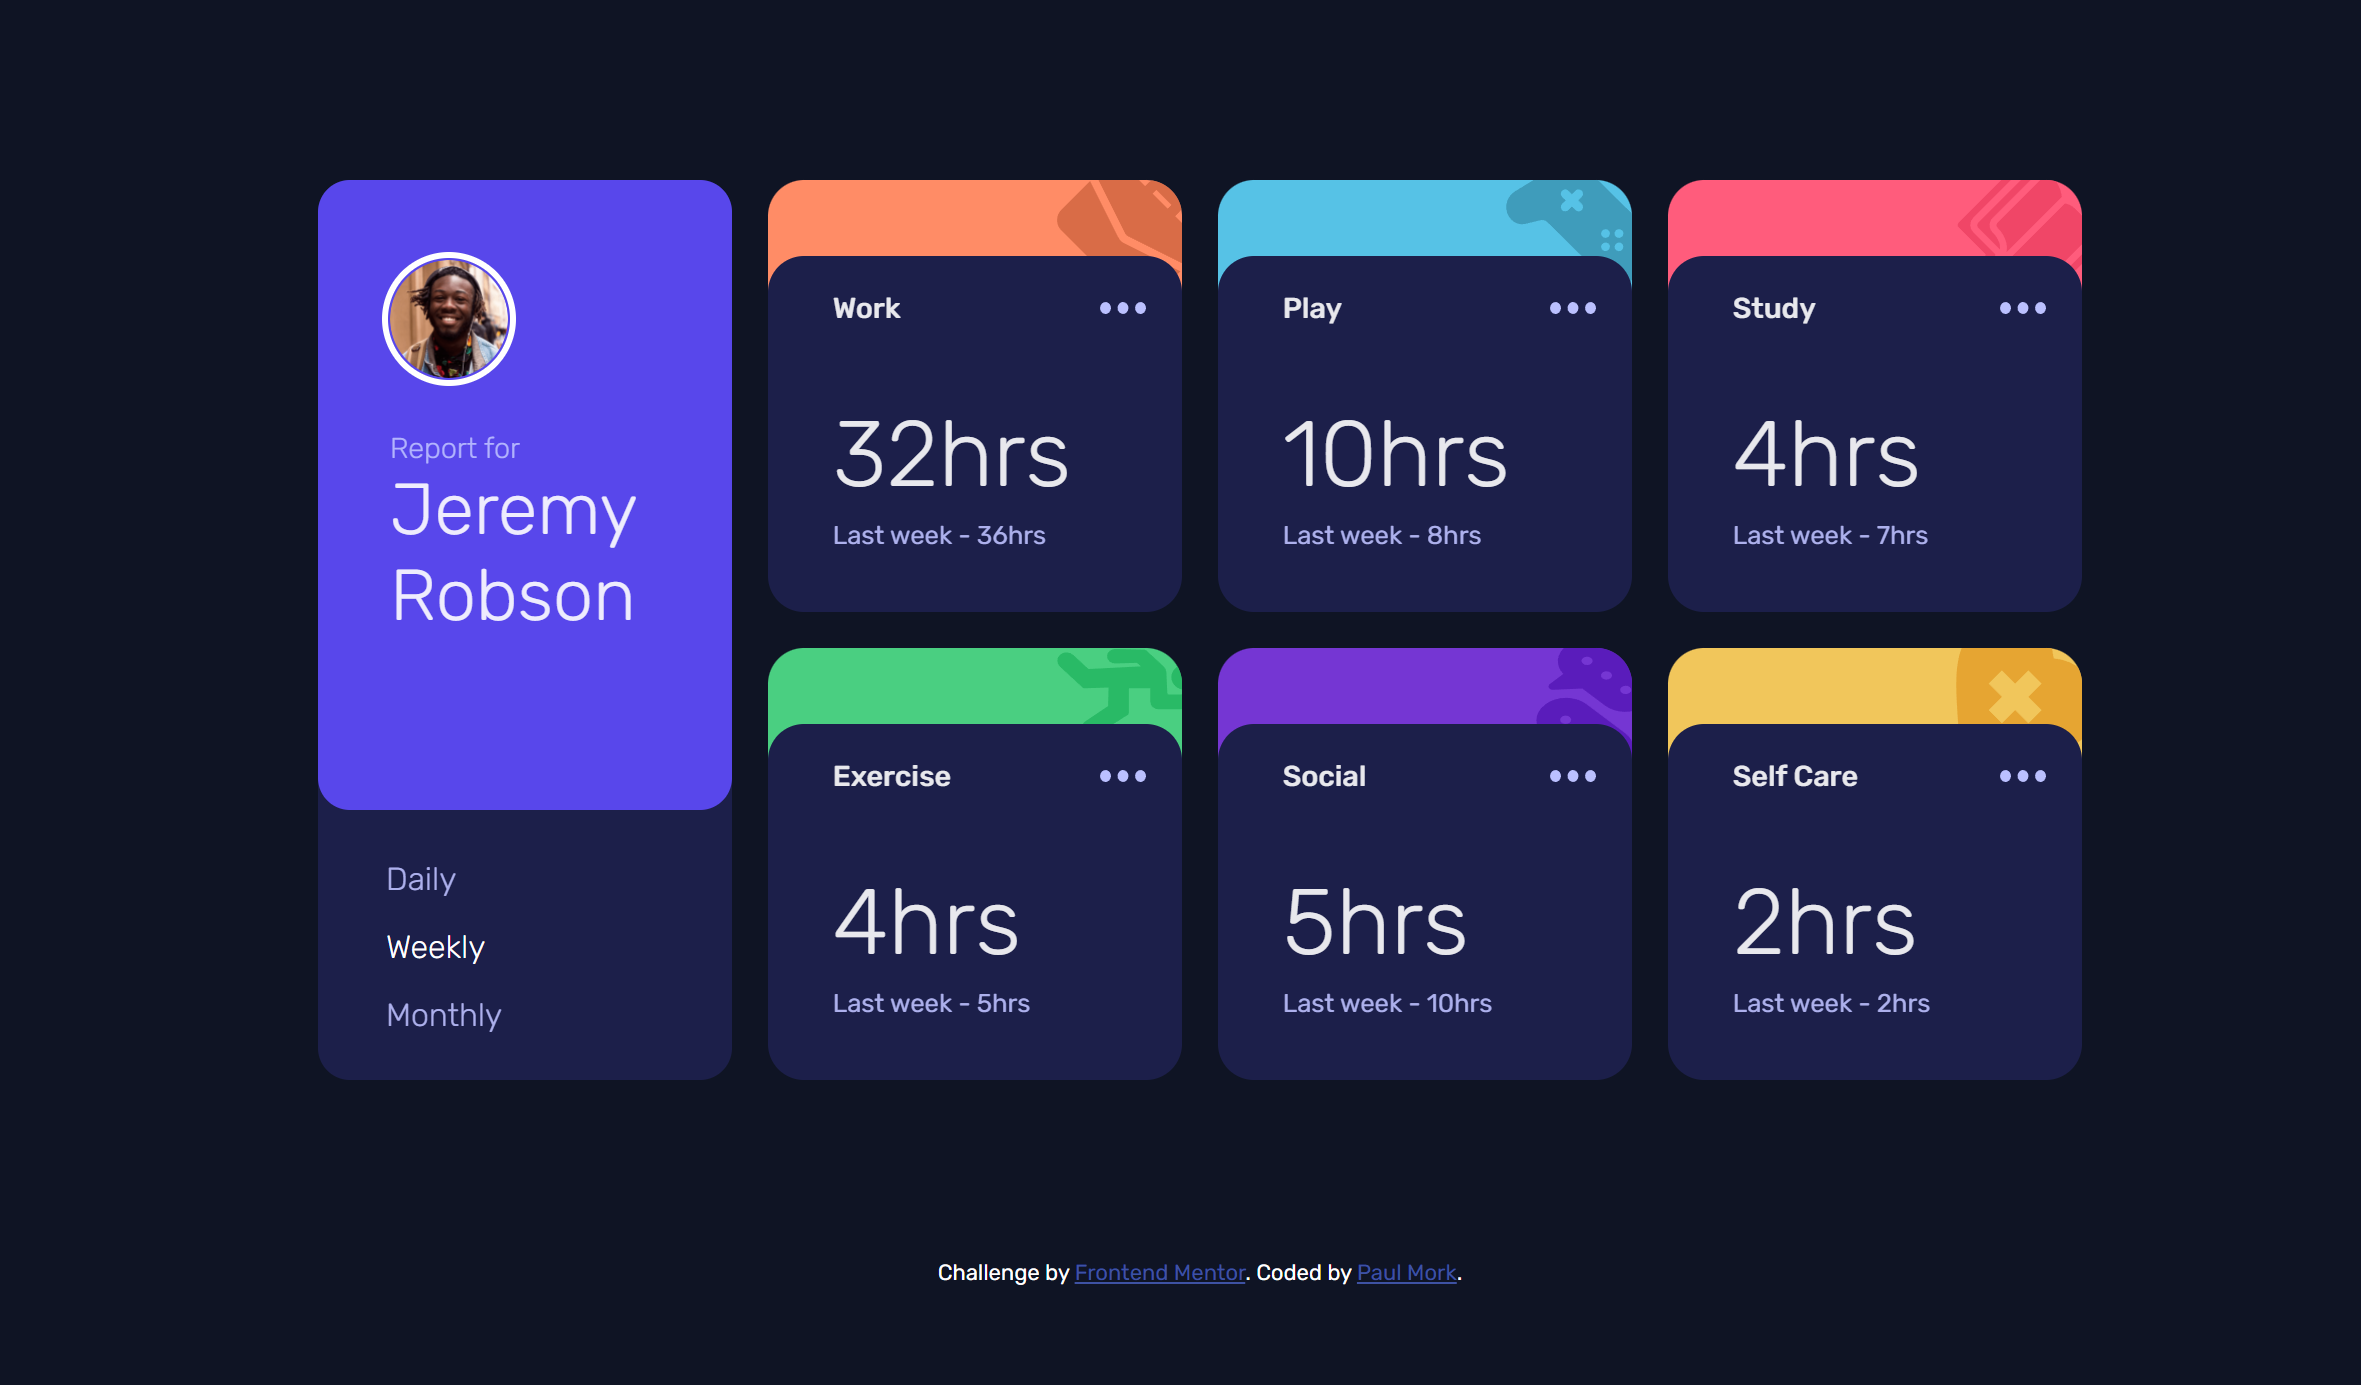 Report for
Jeremy
Robson
Daily
Weekly
Monthly
Work
32hrs
Last week - 36hrs
Play
10hrs
Last week - 8hrs
Study
4hrs
Last week - 7hrs
Exercise
4hrs
Last week - 5hrs
Social
5hrs
Last week - 10hrs
Self Care
2hrs
Last week - 2hrs
Challenge by Frontend Mentor. Coded by Paul Mork.